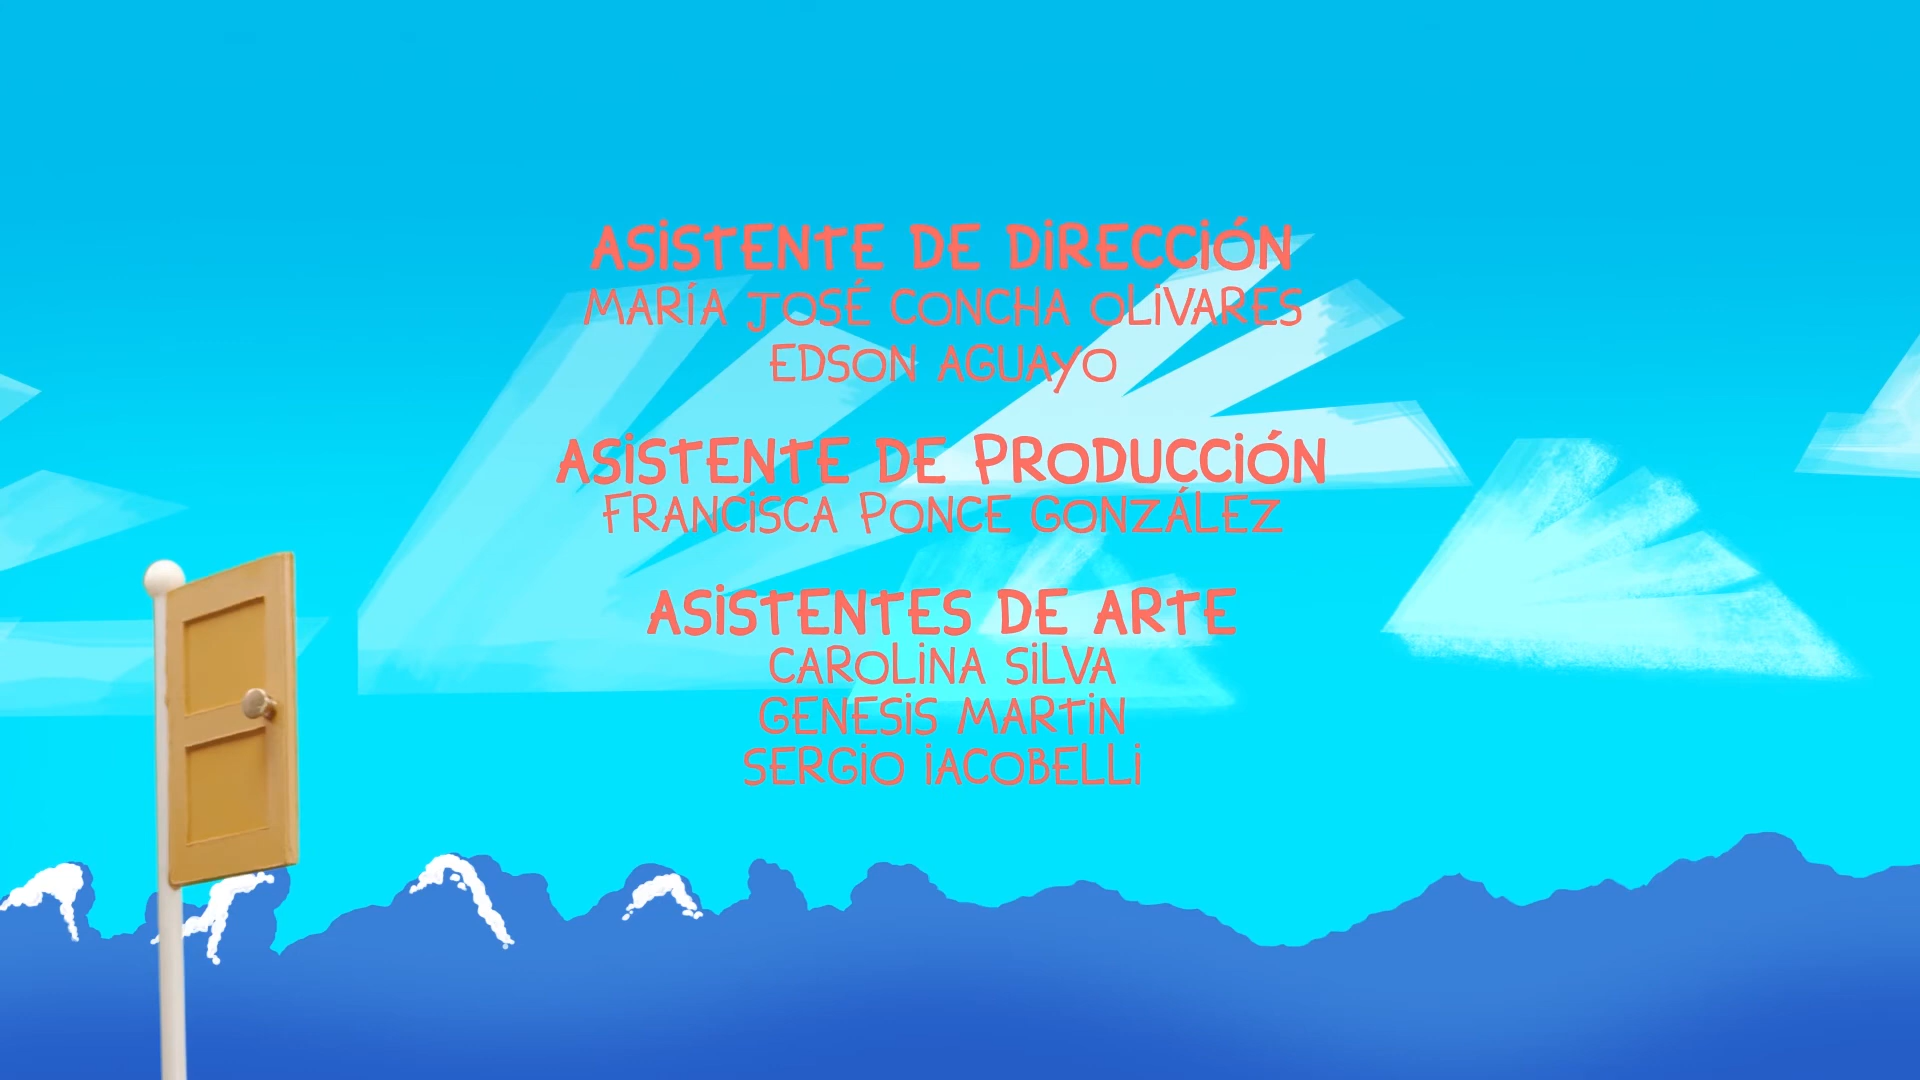 ASISTENTE DE DIRECCIÓN
MARÍA JOSÉ CONCHA OLIVARES
EDSON AGUAYO
ASISTENTE DE PRODUCCIÓN
FRANCISCA PONCE GONZÁLEZ
ASISTENTES DE ARTE
CAROLINA SILVA
GENESIS MARTIN
SERGIO IACOBELLI